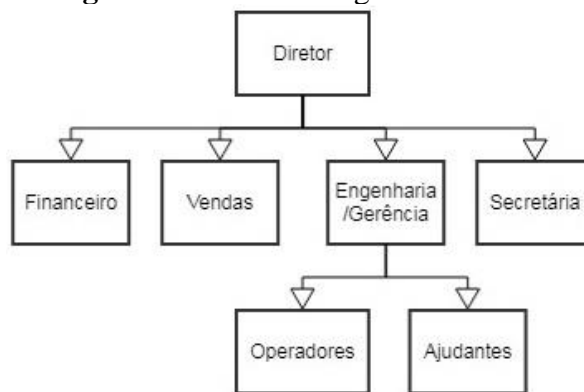 Diretor
Financeiro
Vendas
Engenharia
/Gerência
Secretária
Operadores
Ajudantes